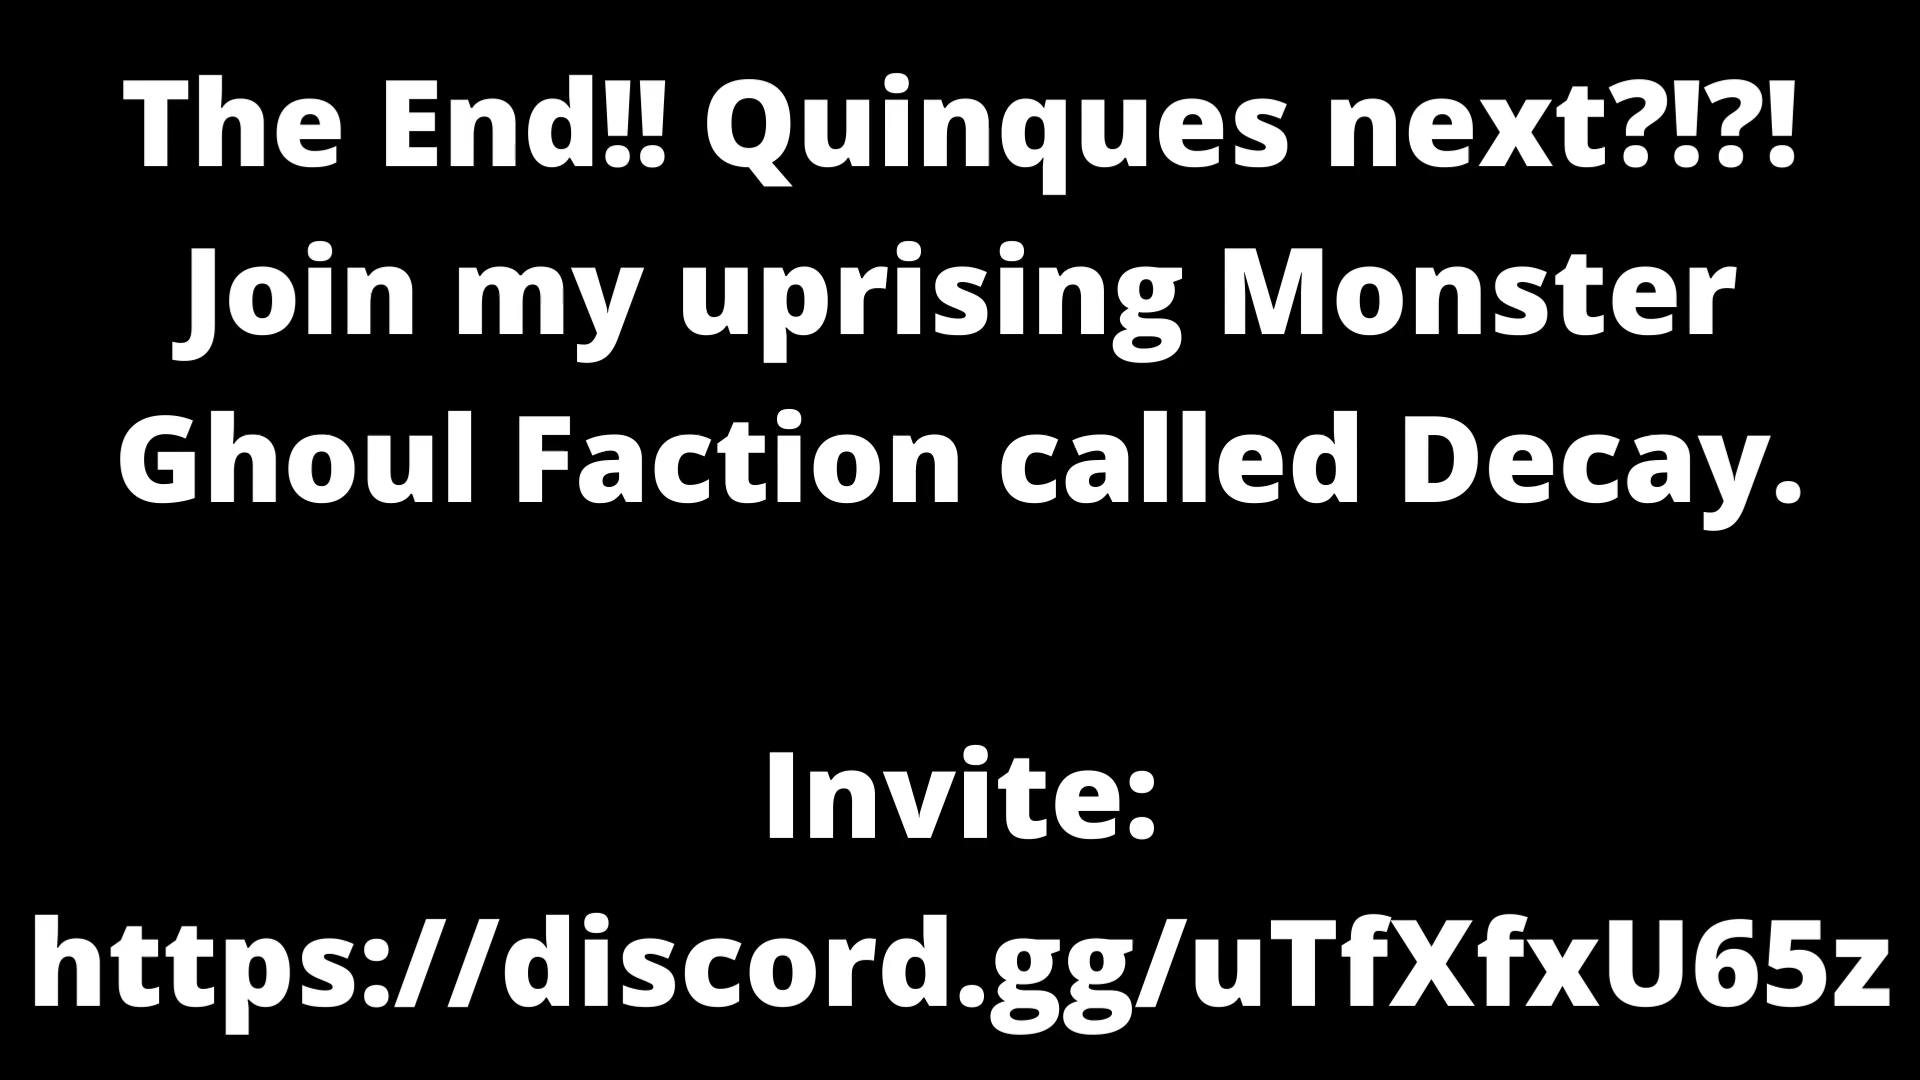 The End!! Quinques next?!?!
Join my uprising Monster
Ghoul Faction called Decay.
Invite:
https://discord.gg/uTfXfxU65z